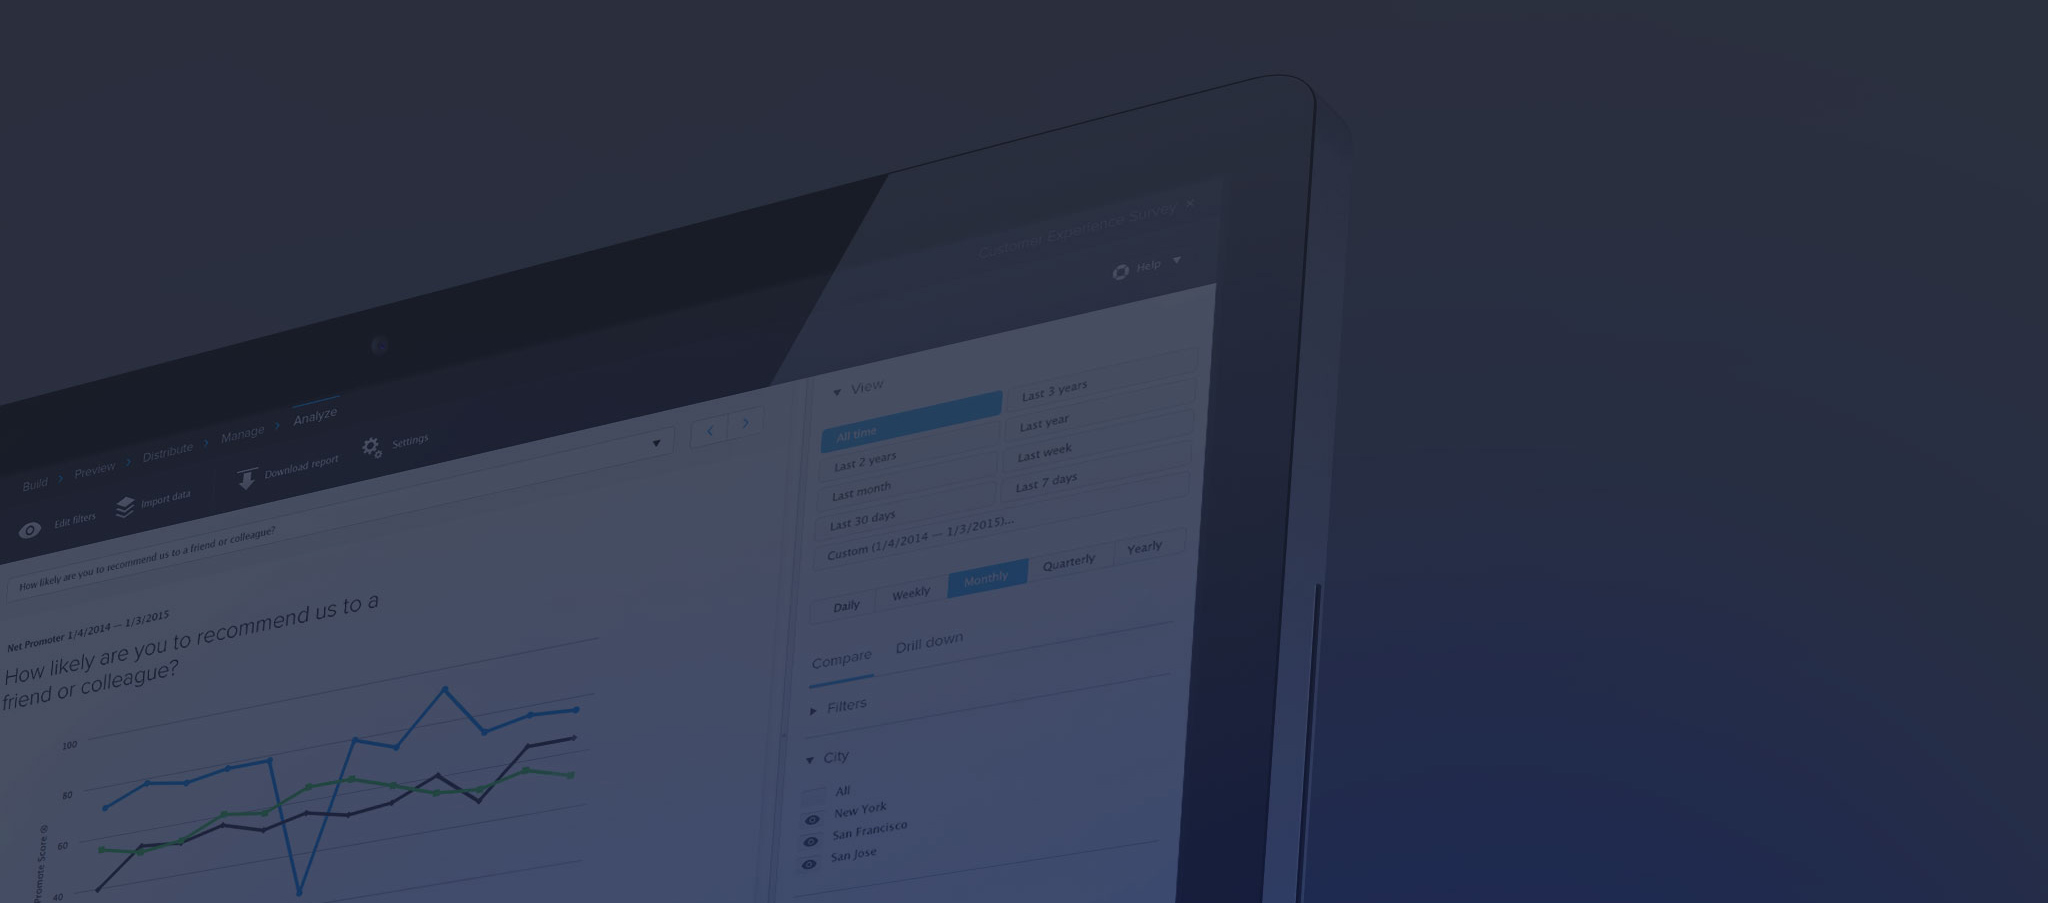 Customer Experience Survey ×
Help
Build > Preview > Distribute > Manage > Analyze
Edit filters Import data Download report Settings
How likely are you to recommend us to a friend or colleague?
Net Promoter 1/4/2014 — 1/3/2015
How likely are you to recommend us to a
friend or colleague?
100
80
60
40
Promote Score ®
View
All time Last 3 years
Last 2 years Last year
Last month Last week
Last 30 days Last 7 days
Custom (1/4/2014 — 1/3/2015)...
Daily Weekly Monthly Quarterly Yearly
Compare Drill down
Filters
City
All
New York
San Francisco
San Jose